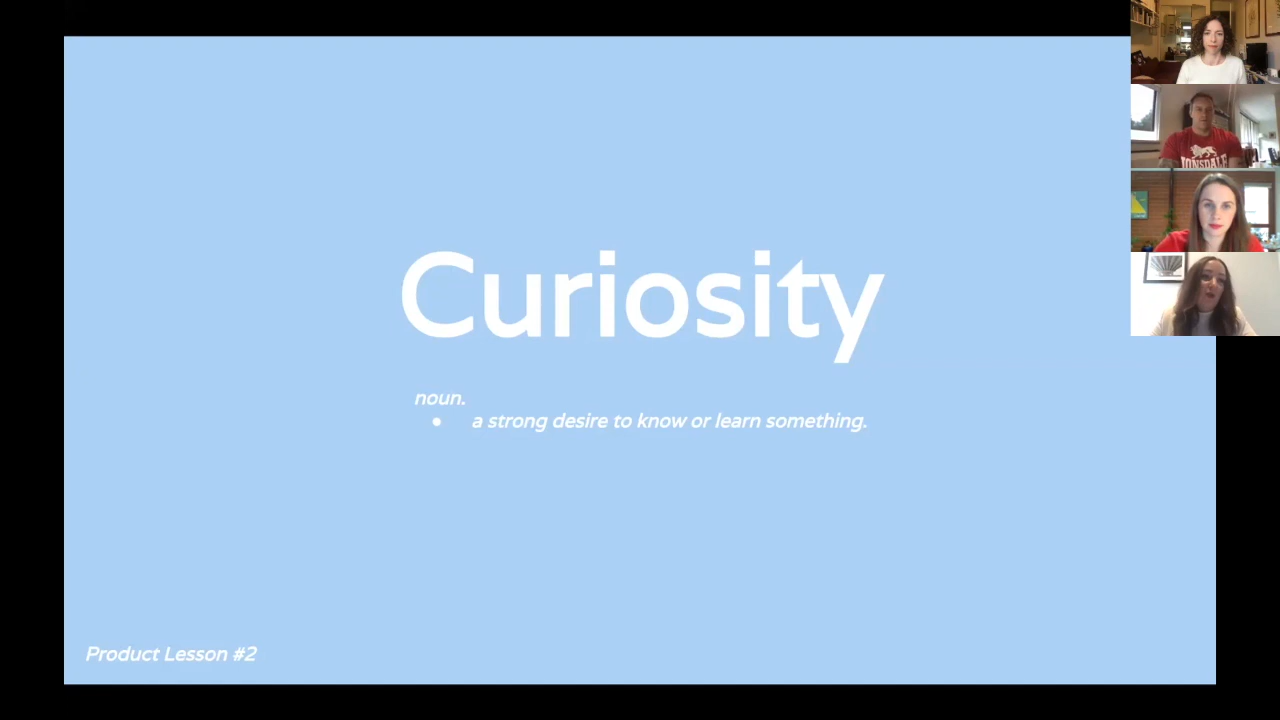 Curiosity
noun.
● a strong desire to know or learn something.
Product Lesson #2
LONSDALE